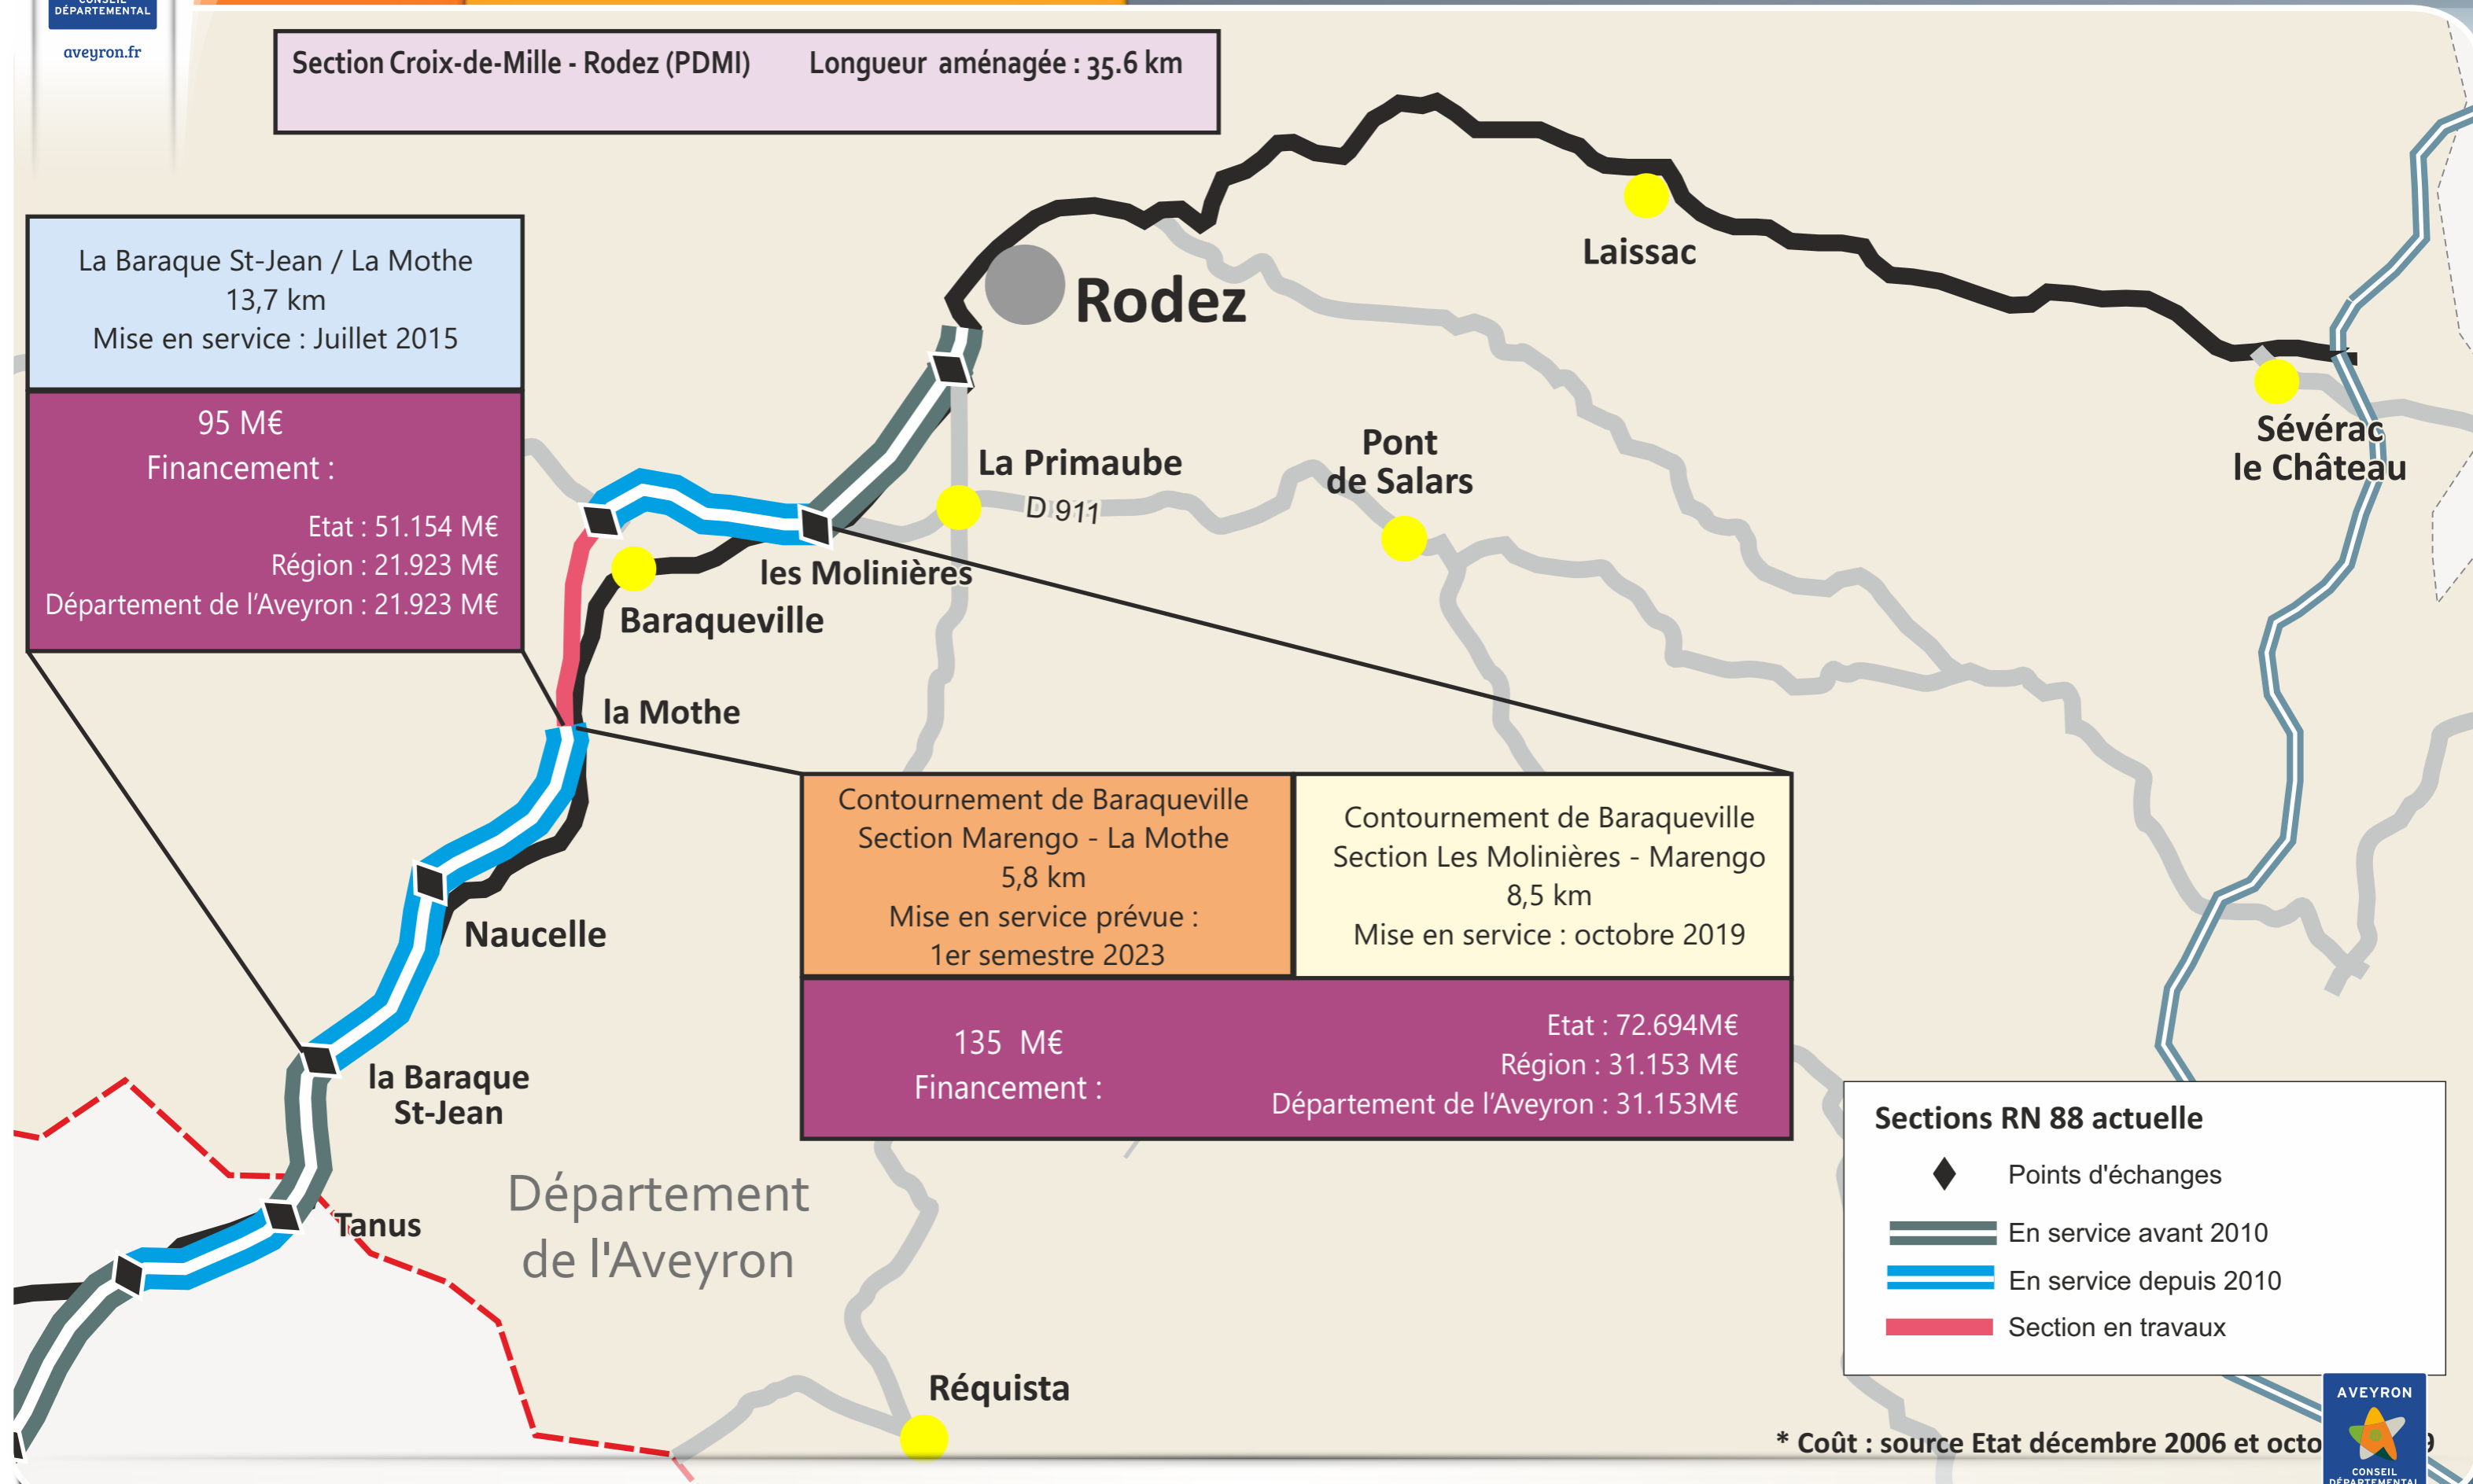 CONSEIL
DÉPARTEMENTAL
aveyron.fr
Section Croix-de-Mille - Rodez (PDMI) Longueur aménagée : 35.6 km
La Baraque St-Jean / La Mothe
13,7 km
Mise en service : Juillet 2015
95 M€
Financement :
Etat : 51.154 M€
Région : 21.923 M€
Département de l'Aveyron : 21.923 M€
Rodez
Laissac
Sévérac
le Château
La Primaube
D 911
Pont
de Salars
les Molinières
Baraqueville
la Mothe
Naucelle
la Baraque
St-Jean
Tanus
Département
de l'Aveyron
Réquista
Contournement de Baraqueville
Section Marengo - La Mothe
5,8 km
Mise en service prévue :
1er semestre 2023
Contournement de Baraqueville
Section Les Molinières - Marengo
8,5 km
Mise en service : octobre 2019
135 M€
Financement :
Etat : 72.694M€
Région : 31.153 M€
Département de l'Aveyron : 31.153M€
Sections RN 88 actuelle
Points d'échanges
En service avant 2010
En service depuis 2010
Section en travaux
* Coût : source Etat décembre 2006 et octo
AVEYRON
CONSEIL
DÉPARTEMENTAL